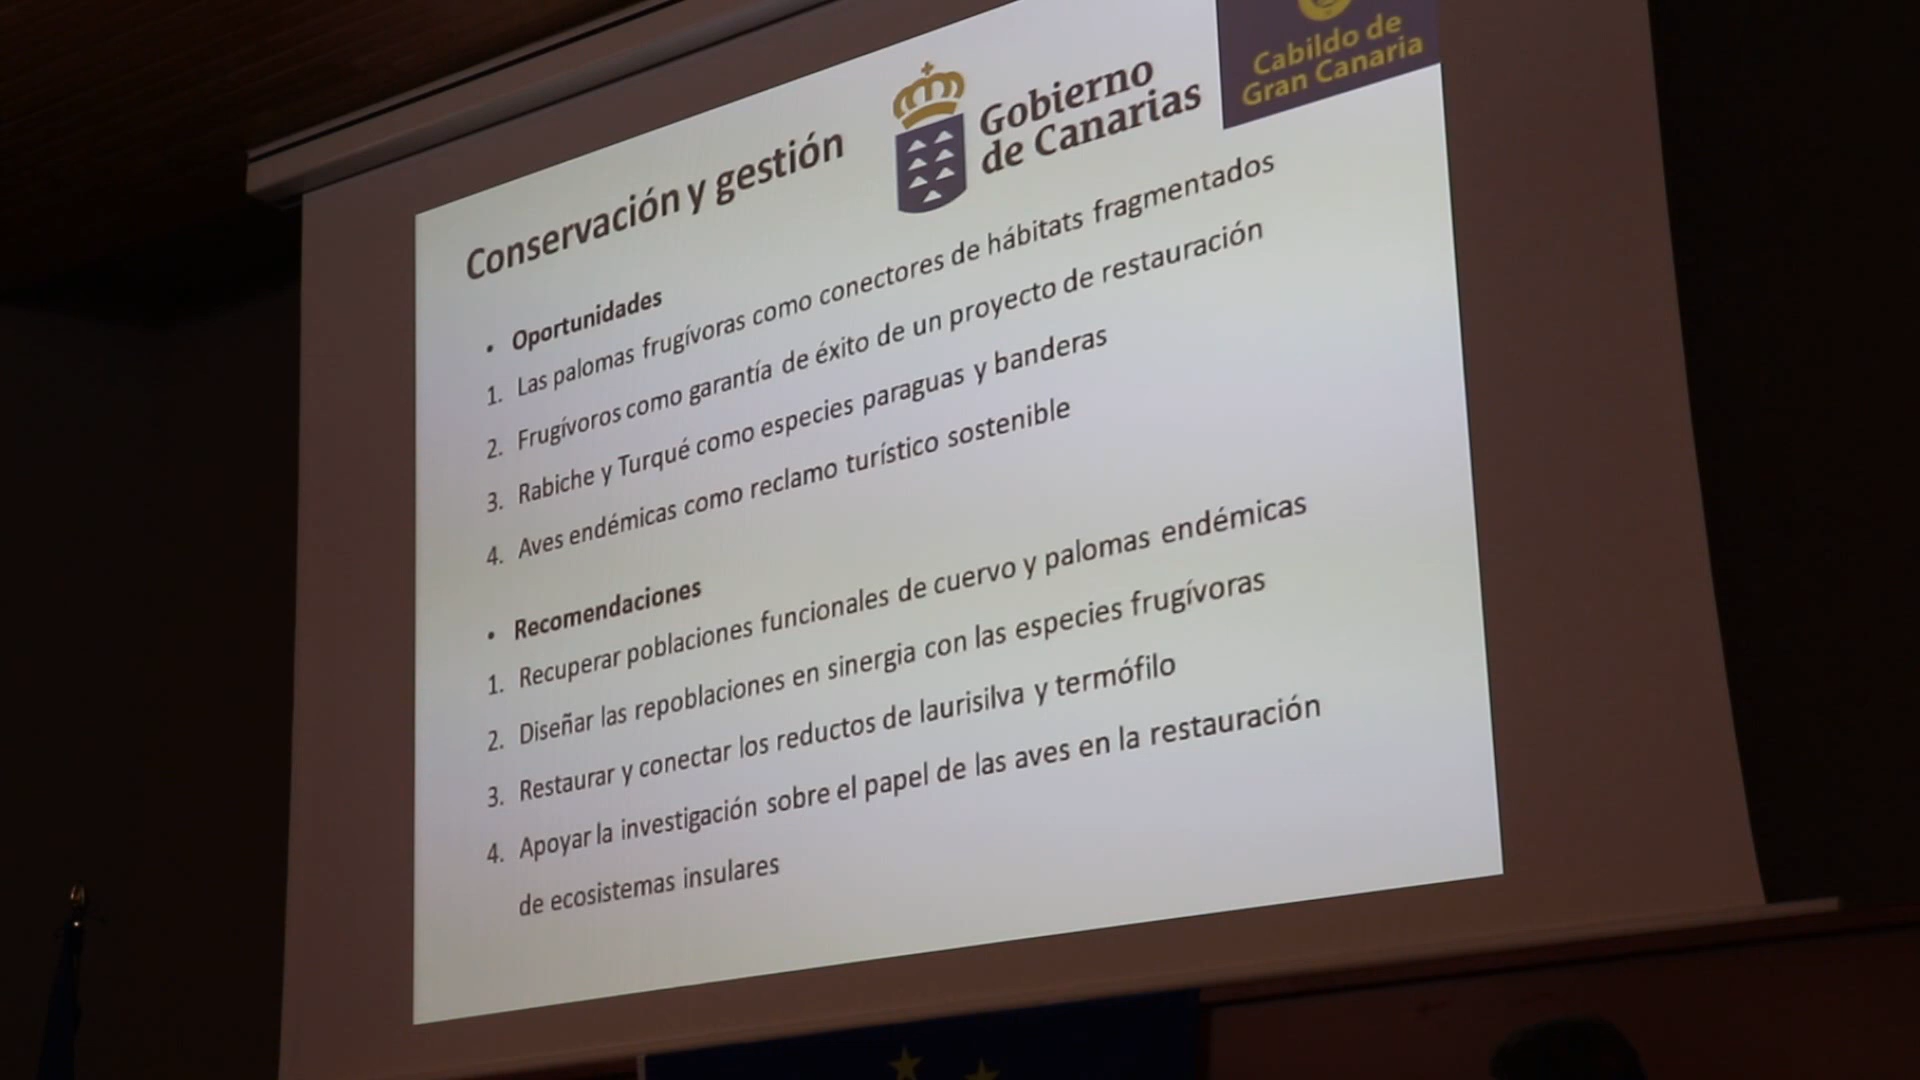 Cabildo de
Gran Canaria
Gobierno
de Canarias
Conservación y gestión
• Oportunidades
1. Las palomas frugívoras como conectores de hábitats fragmentados
2. Frugívoros como garantía de éxito de un proyecto de restauración
3. Rabiche y Turqué como especies paraguas y banderas
4. Aves endémicas como reclamo turístico sostenible
• Recomendaciones
1. Recuperar poblaciones funcionales de cuervo y palomas endémicas
2. Diseñar las repoblaciones en sinergia con las especies frugívoras
3. Restaurar y conectar los reductos de laurisilva y termófilo
4. Apoyar la investigación sobre el papel de las aves en la restauración
de ecosistemas insulares